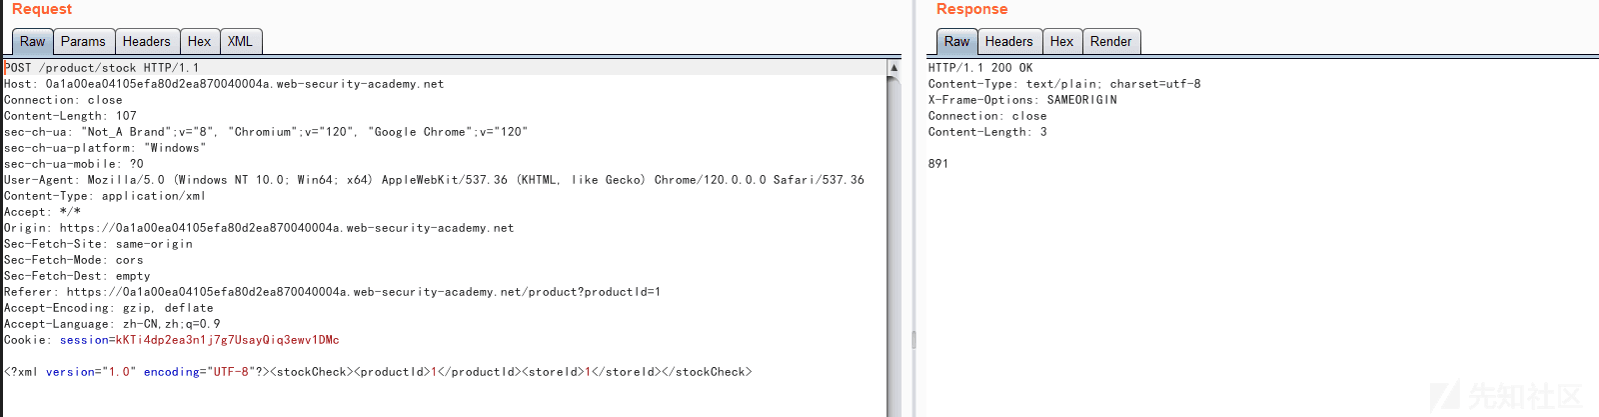 Request
Raw Params Headers Hex XML
POST /product/stock HTTP/1.1
Host: 0a1a00ea04105efa80d2ea870040004a.web-security-academy.net
Connection: close
Content-Length: 107
sec-ch-ua: "Not_A Brand";v="8", "Chromium";v="120", "Google Chrome";v="120"
sec-ch-ua-platform: "Windows"
sec-ch-ua-mobile: ?0
User-Agent: Mozilla/5.0 (Windows NT 10.0; Win64; x64) AppleWebKit/537.36 (KHTML, like Gecko) Chrome/120.0.0.0 Safari/537.36
Content-Type: application/xml
Accept: */*
Origin: https://0a1a00ea04105efa80d2ea870040004a.web-security-academy.net
Sec-Fetch-Site: same-origin
Sec-Fetch-Mode: cors
Sec-Fetch-Dest: empty
Referer: https://0a1a00ea04105efa80d2ea870040004a.web-security-academy.net/product?productId=1
Accept-Encoding: gzip, deflate
Accept-Language: zh-CN,zh;q=0.9
Cookie: session=kKTi4dp2ea3n1j7g7UsayQiq3ewv1DMc
<?xml version="1.0" encoding="UTF-8"?><stockCheck><productId>1</productId><storeId>1</storeId></stockCheck>
Response
Raw Headers Hex Render
HTTP/1.1 200 OK
Content-Type: text/plain; charset=utf-8
X-Frame-Options: SAMEORIGIN
Connection: close
Content-Length: 3
891
先知社区